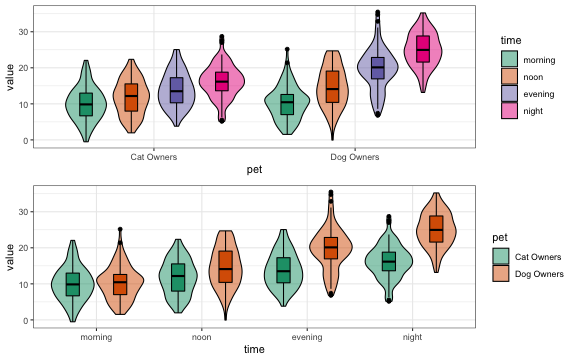 30
20
10
0
value
Cat Owners
Dog Owners
pet
time
morning
noon
evening
night
30
20
10
0
value
morning
noon
evening
night
time
pet
Cat Owners
Dog Owners